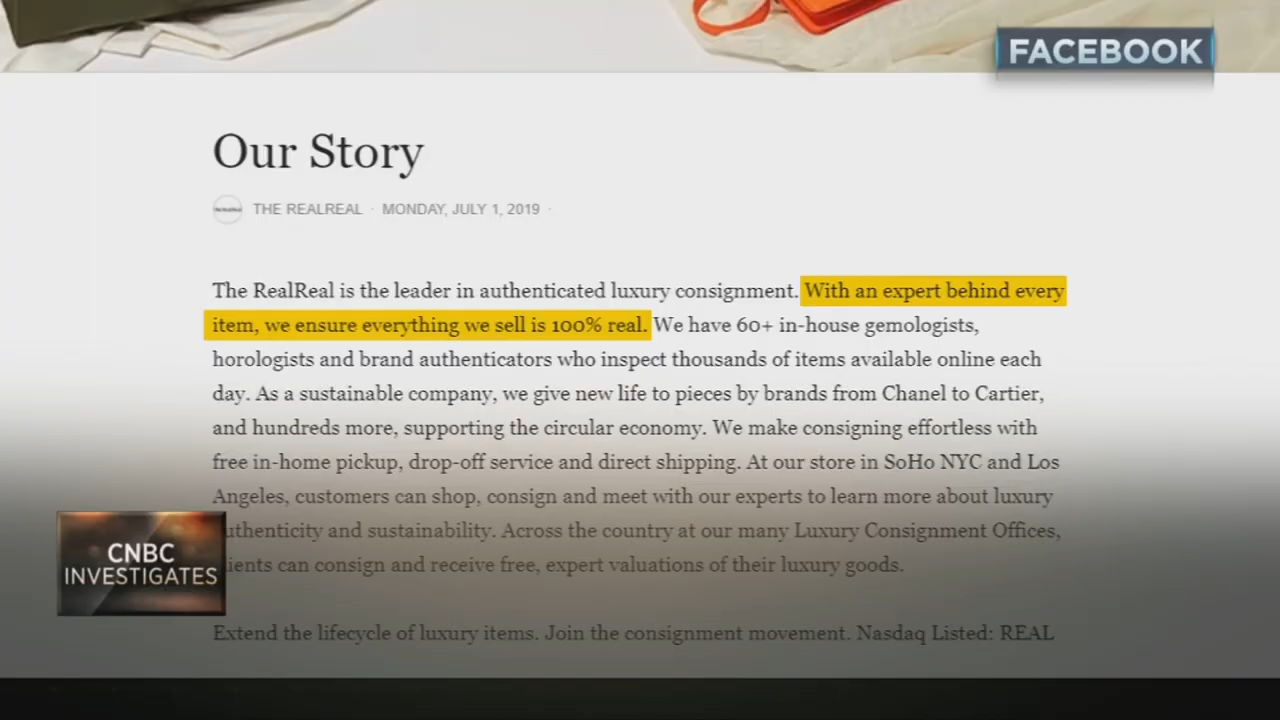 FACEBOOK
Our Story
THE REALREAL · MONDAY, JULY 1, 2019 ·
The RealReal is the leader in authenticated luxury consignment. With an expert behind every
item, we ensure everything we sell is 100% real. We have 60+ in-house gemologists,
horologists and brand authenticators who inspect thousands of items available online each
day. As a sustainable company, we give new life to pieces by brands from Chanel to Cartier,
and hundreds more, supporting the circular economy. We make consigning effortless with
free in-home pickup, drop-off service and direct shipping. At our store in SoHo NYC and Los
Angeles, customers can shop, consign and meet with our experts to learn more about luxury
uthenticity and sustainability. Across the country at our many Luxury Consignment Offices,
ients can consign and receive free, expert valuations of their luxury goods.
Extend the lifecycle of luxury items. Join the consignment movement. Nasdaq Listed: REAL
CNBC
INVESTIGATES